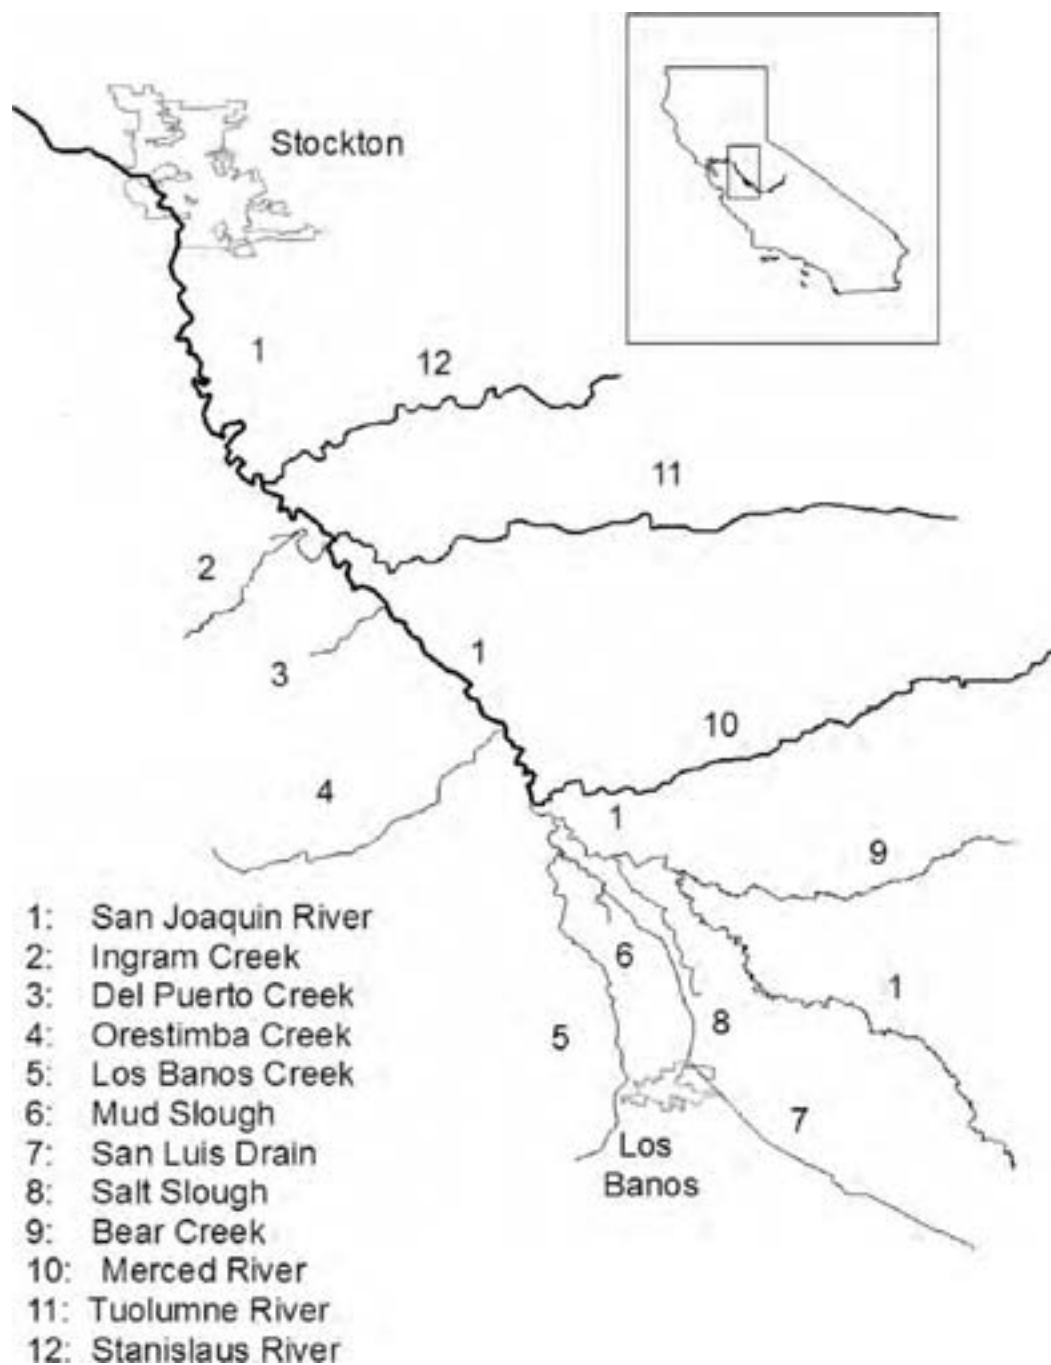 Stockton
1
12
11
2
3
1
10
4
1
9
6
1
5
8
7
Los
Banos
1: San Joaquin River
2: Ingram Creek
3: Del Puerto Creek
4: Orestimba Creek
5: Los Banos Creek
6: Mud Slough
7: San Luis Drain
8: Salt Slough
9: Bear Creek
10: Merced River
11: Tuolumne River
12: Stanislaus River